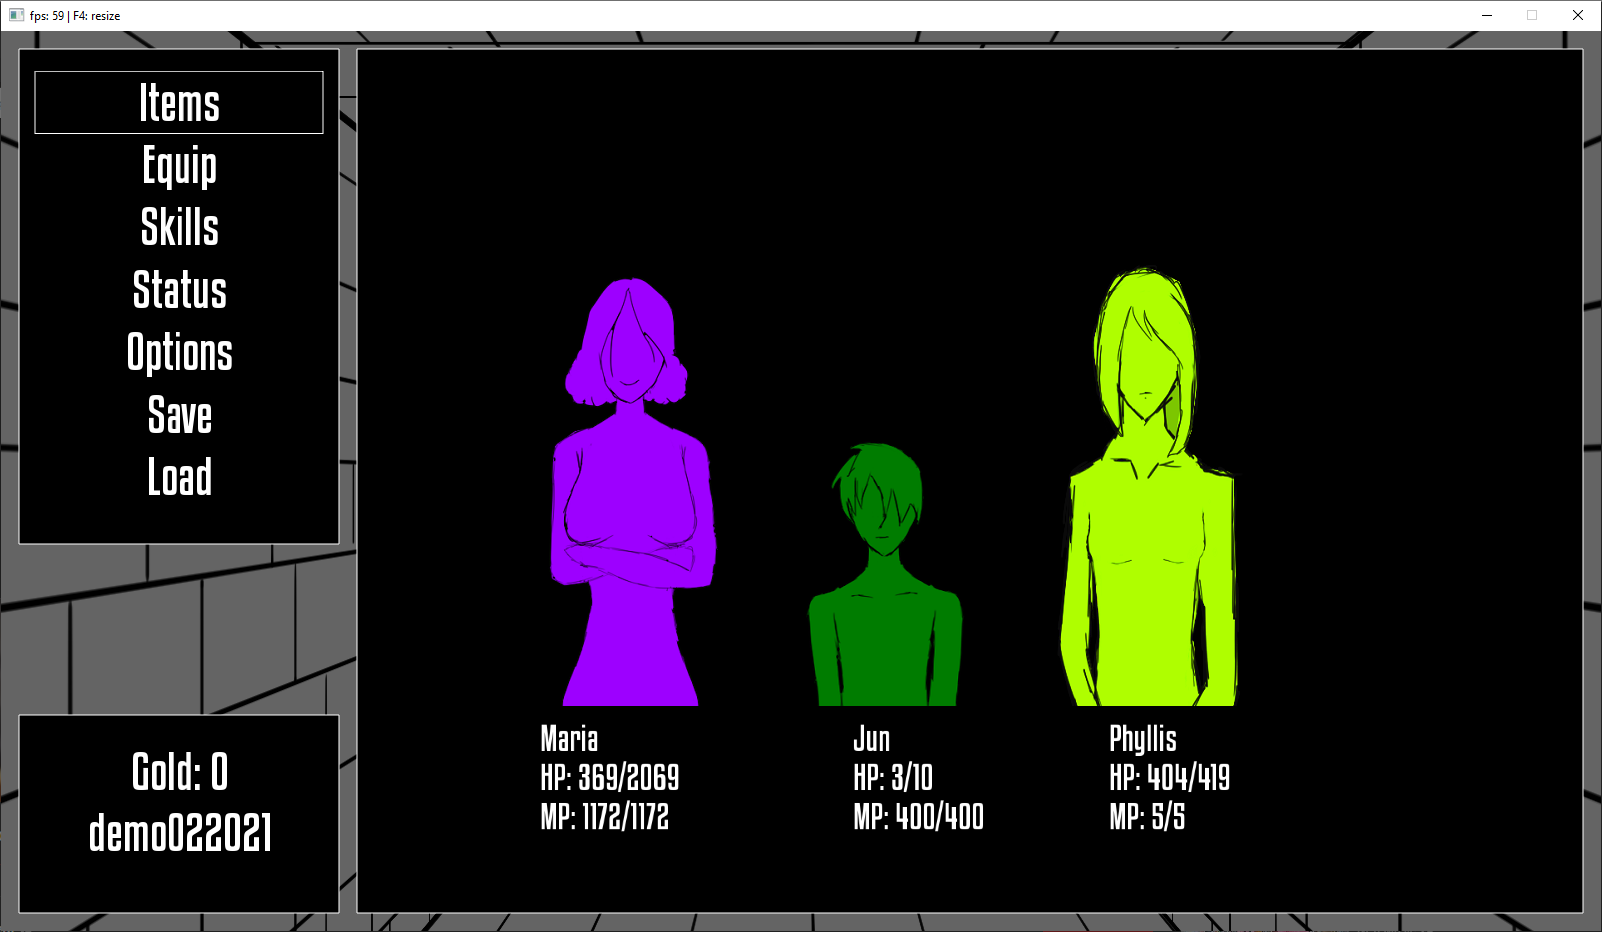 fps: 59 | F4: resize
Items
Equip
Skills
Status
Options
Save
Load
Gold: 0
demo022021
Maria
HP: 369/2069
MP: 1172/1172
Jun
HP: 3/10
MP: 400/400
Phyllis
HP: 404/419
MP: 5/5